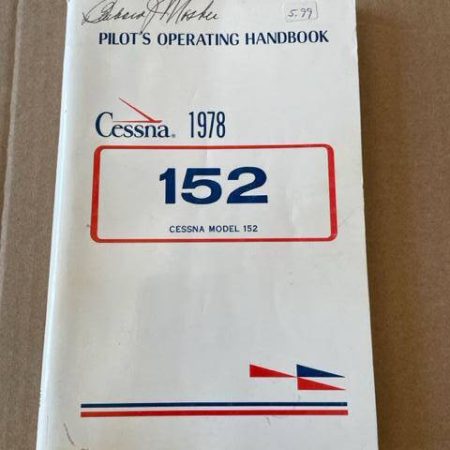 5.99
PILOT'S OPERATING HANDBOOK
Cessna® 1978
152
CESSNA MODEL 152